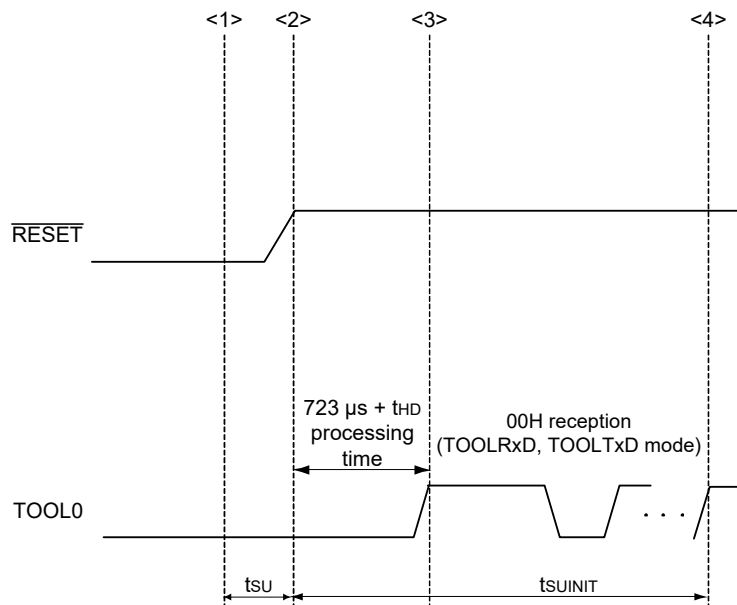 <1> <2> <3> <4>
RESET
723 µs + tHD
processing
time
00H reception
(TOOLRxD, TOOLTxD mode)
TOOL0
. . .
tSU tSUINIT